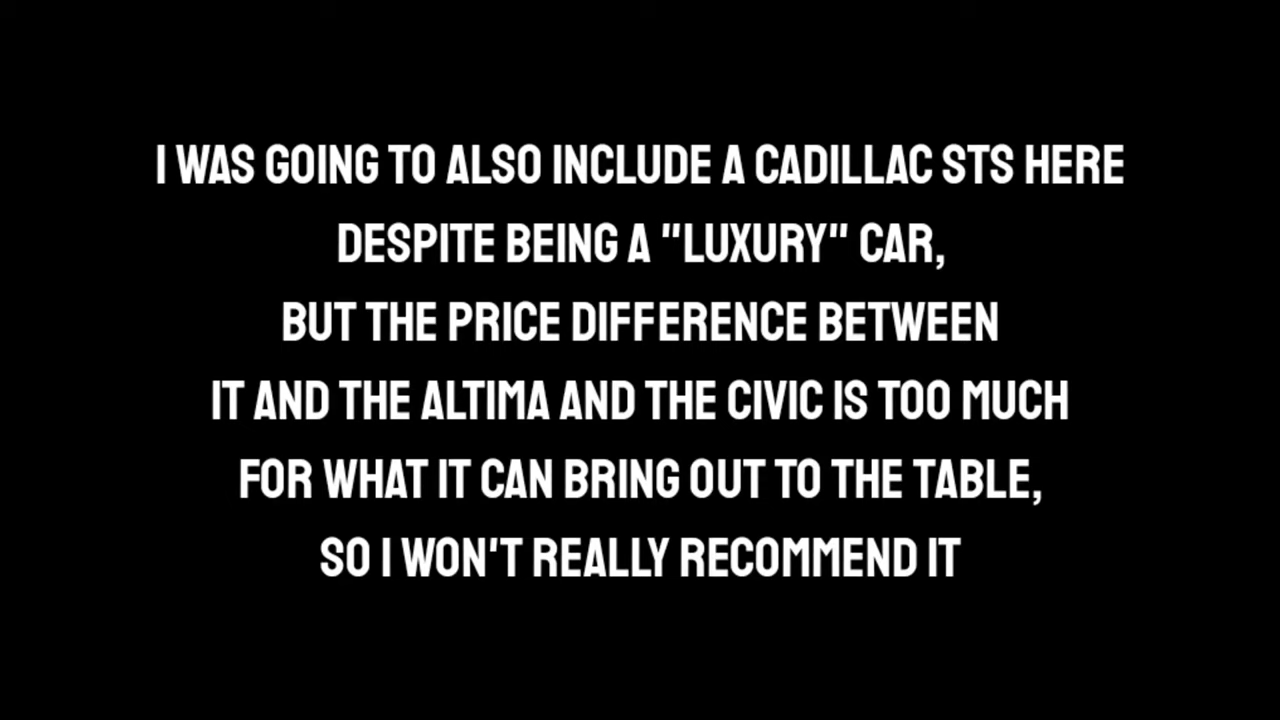 I WAS GOING TO ALSO INCLUDE A CADILLAC STS HERE
DESPITE BEING A "LUXURY" CAR,
BUT THE PRICE DIFFERENCE BETWEEN
IT AND THE ALTIMA AND THE CIVIC IS TOO MUCH
FOR WHAT IT CAN BRING OUT TO THE TABLE,
SO I WON'T REALLY RECOMMEND IT